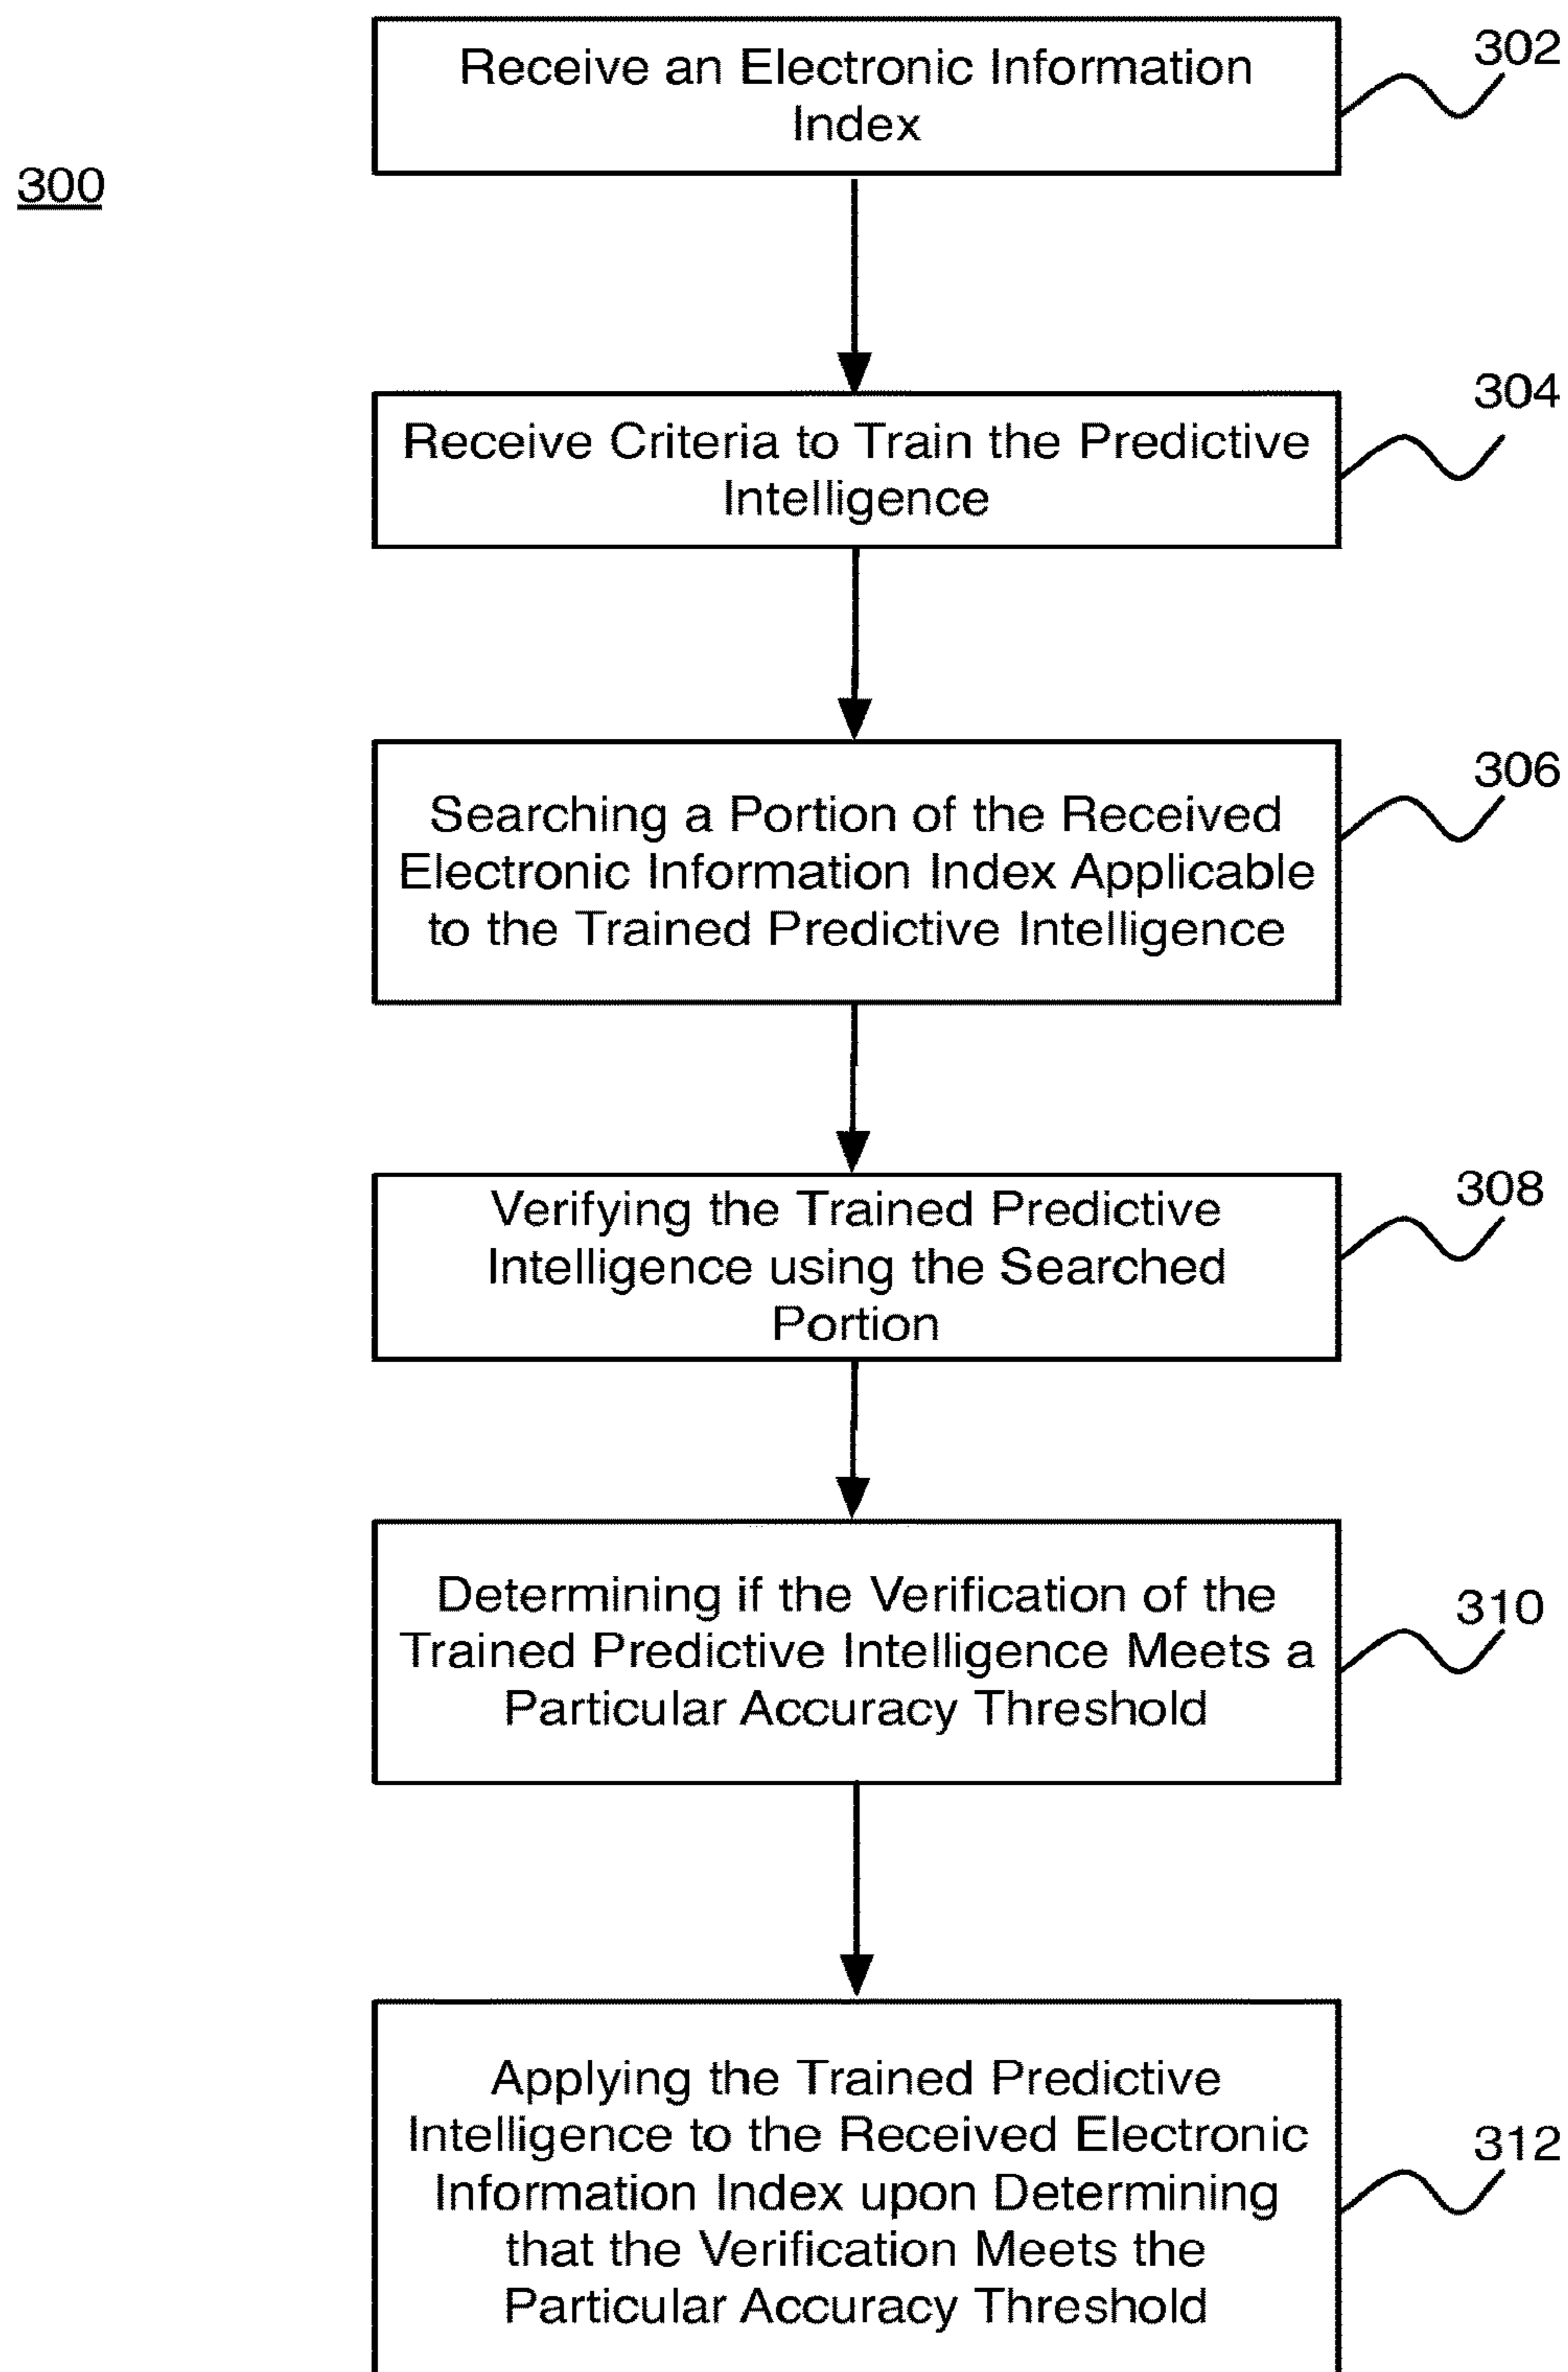 Receive an Electronic Information
Index
302
300
Receive Criteria to Train the Predictive
Intelligence
304
Searching a Portion of the Received
Electronic Information Index Applicable
to the Trained Predictive Intelligence
306
Verifying the Trained Predictive
Intelligence using the Searched
Portion
308
Determining if the Verification of the
Trained Predictive Intelligence Meets a
Particular Accuracy Threshold
310
Applying the Trained Predictive
Intelligence to the Received Electronic
Information Index upon Determining
that the Verification Meets the
Particular Accuracy Threshold
312